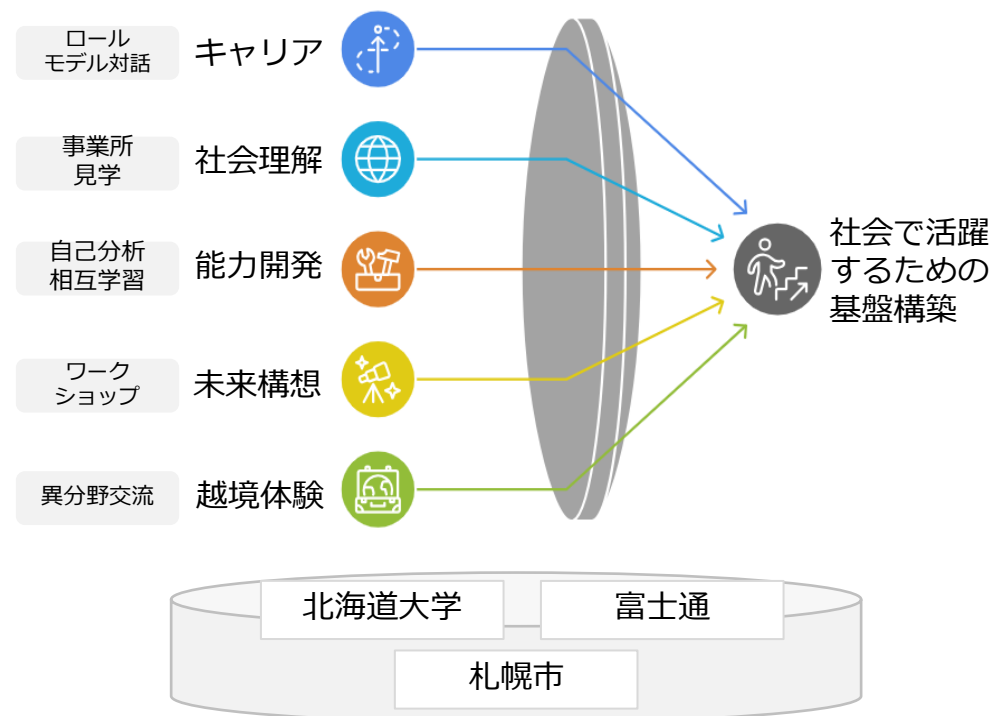 ロール
モデル対話
キャリア
事業所
見学
社会理解
自己分析
相互学習
能力開発
ワーク
ショップ
未来構想
異分野交流
越境体験
社会で活躍
するための
基盤構築
北海道大学
富士通
札幌市